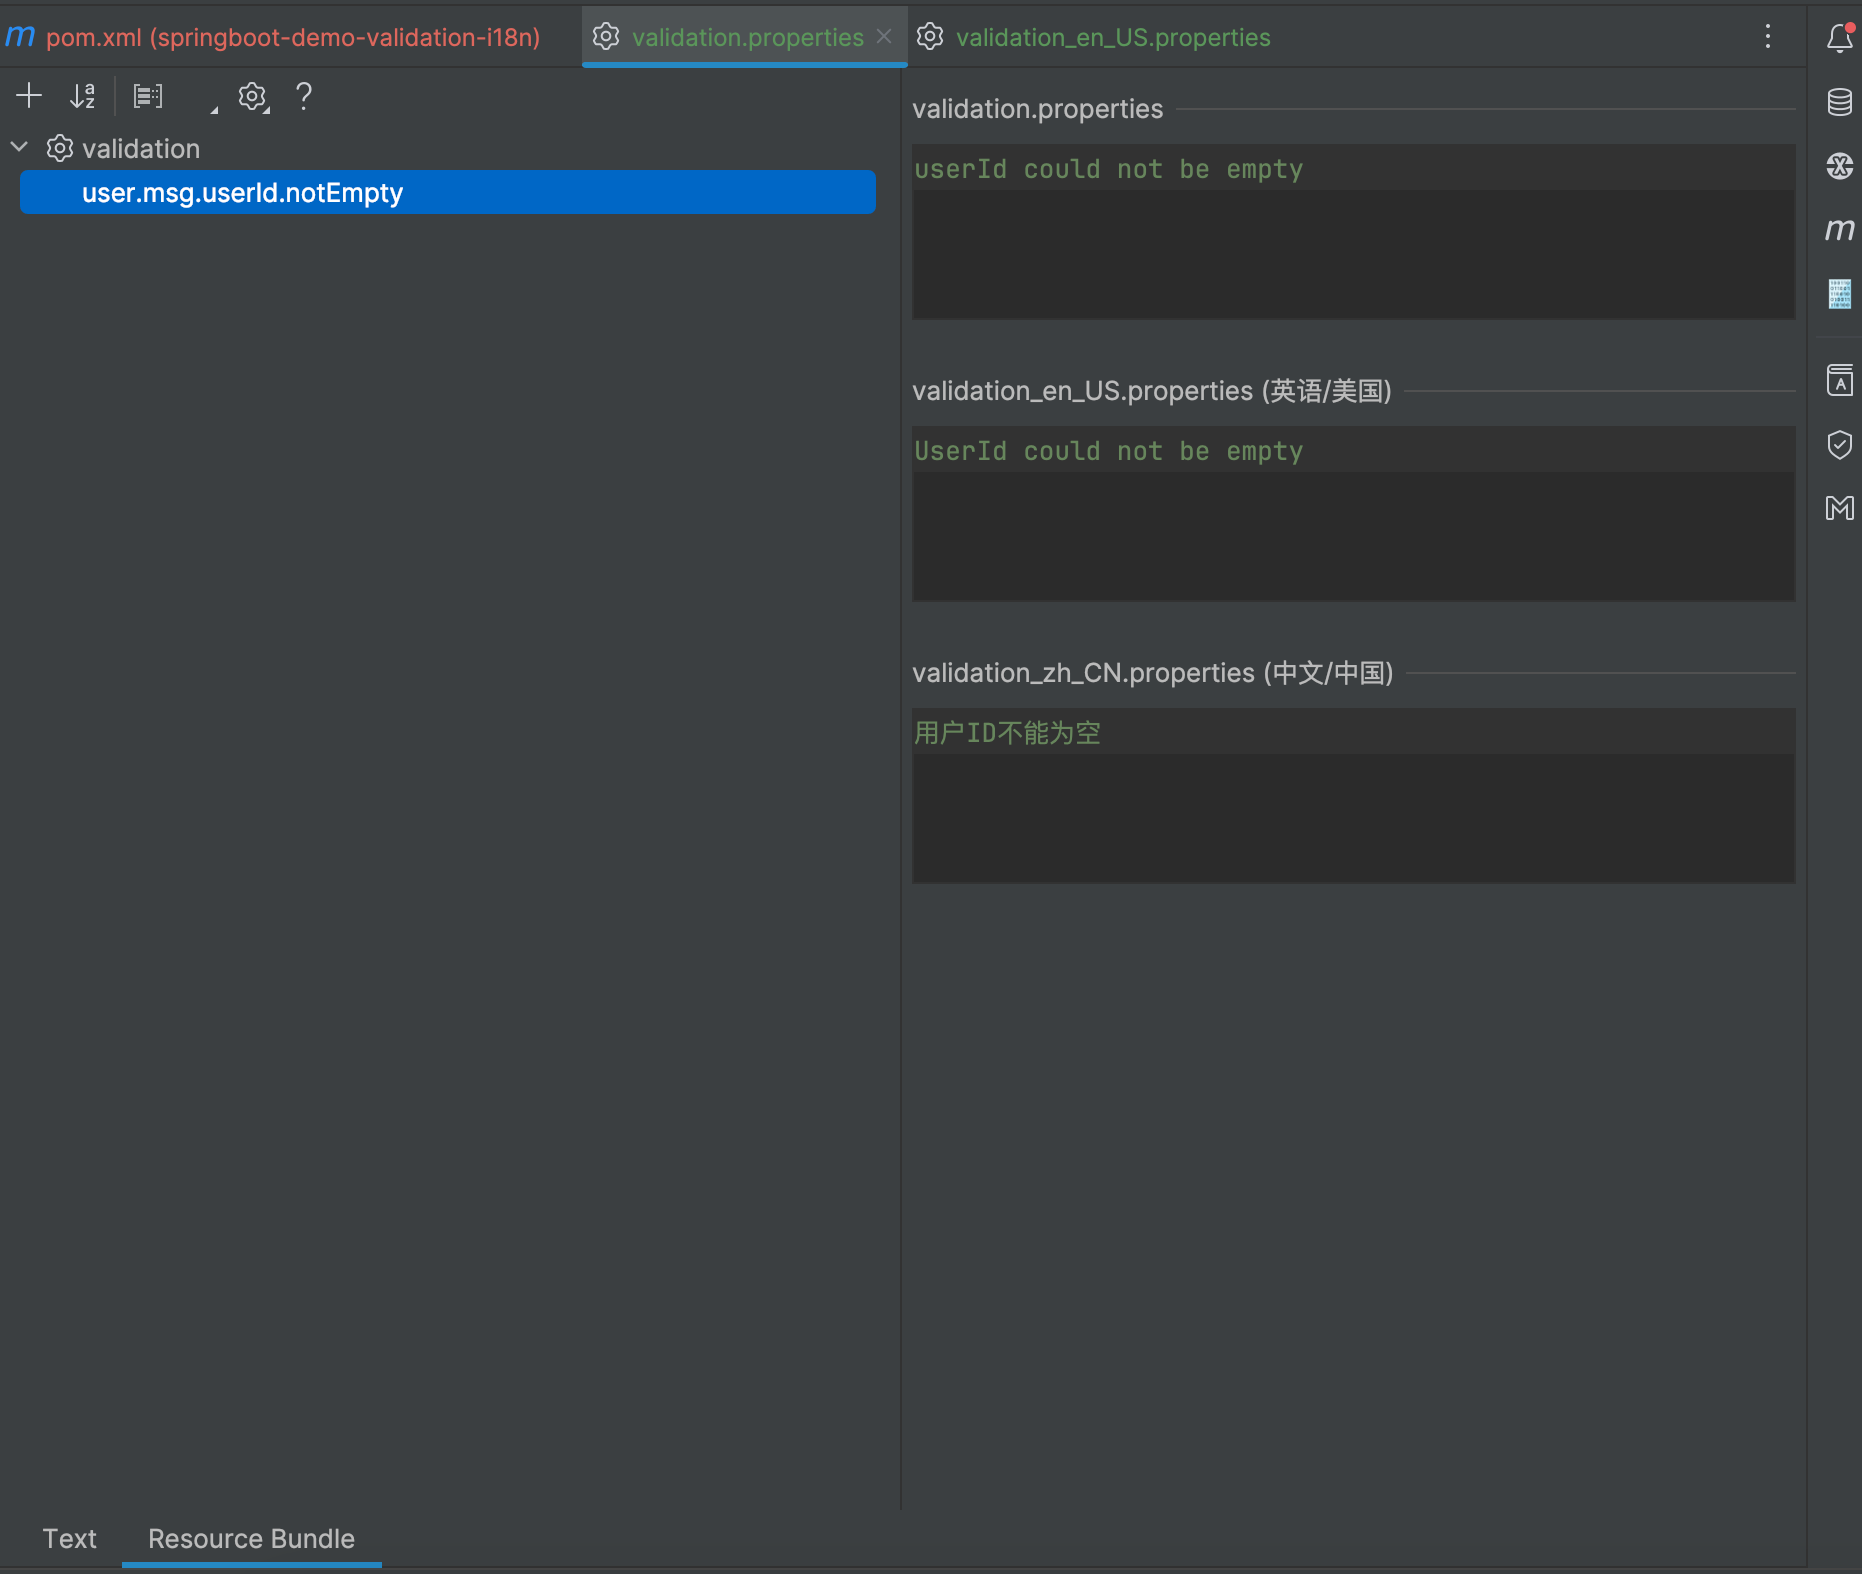 pom.xml (springboot-demo-validation-i18n)
validation.properties
validation_en_US.properties
validation
user.msg.userId.notEmpty
validation.properties
userId could not be empty
validation_en_US.properties (英语/美国)
UserId could not be empty
validation_zh_CN.properties (中文/中国)
用户ID不能为空
Text
Resource Bundle